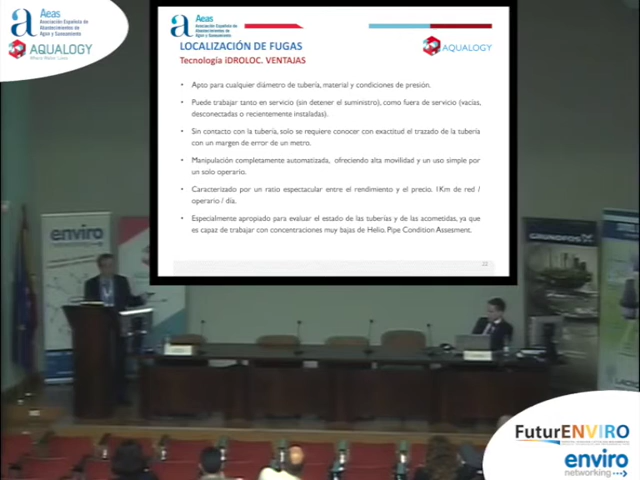 Aeas
Asociación Española de
Abastecimientos de
Agua y Saneamiento
AQUALOGY
Where Water Lives
Aeas
Asociación Española de
Abastecimientos de
Agua y Saneamiento
LOCALIZACIÓN DE FUGAS
AQUALOGY
Tecnología iDROLOC. VENTAJAS
• Apto para cualquier diámetro de tubería, material y condiciones de presión.
• Puede trabajar tanto en servicio (sin detener el suministro), como fuera de servicio (vacías,
desconectadas o recientemente instaladas).
• Sin contacto con la tubería, solo se requiere conocer con exactitud el trazado de la tubería
con un margen de error de un metro.
• Manipulación completamente automatizada, ofreciendo alta movilidad y un uso simple por
un solo operario.
• Caracterizado por un ratio espectacular entre el rendimiento y el precio. 1Km de red /
operario / día.
• Especialmente apropiado para evaluar el estado de las tuberías y de las acometidas, ya que
es capaz de trabajar con concentraciones muy bajas de Helio. Pipe Condition Assesment.
22
enviro
GRUNDFOS
FuturENVIRO
enviro
networking